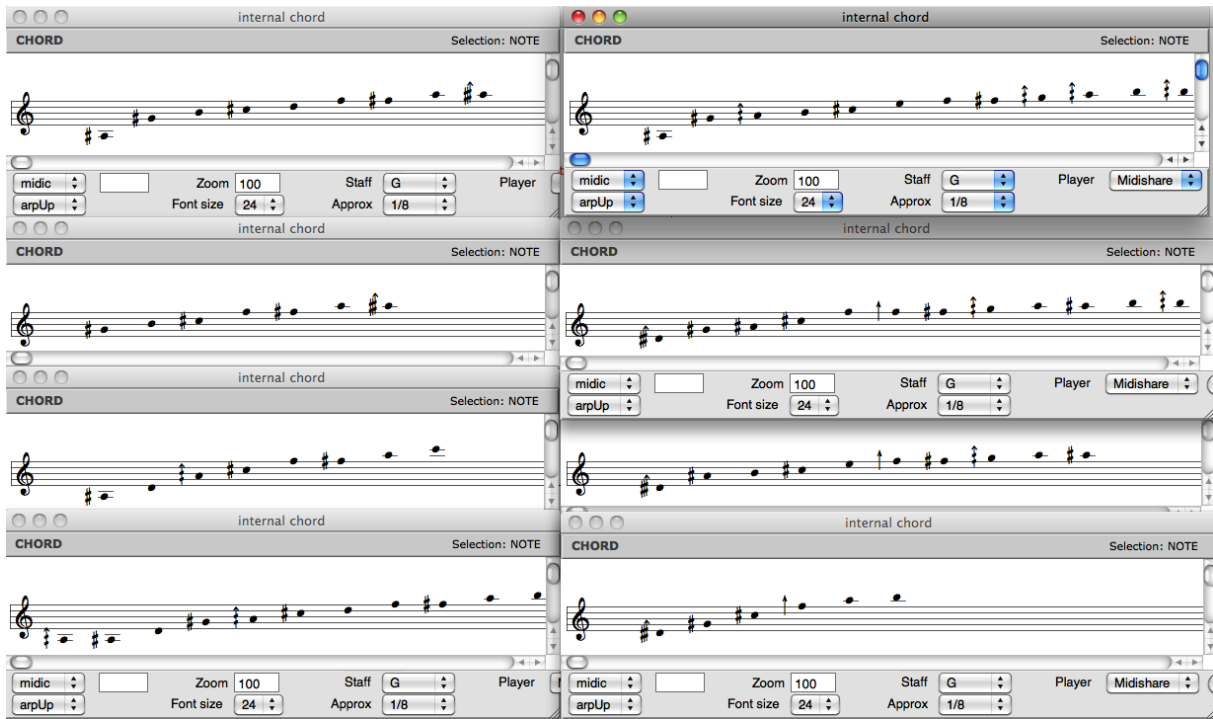 internal chord
CHORD Selection: NOTE
midic Zoom 100 Staff G Player
arpUp Font size 24 Approx 1/8
internal chord
CHORD Selection: NOTE
midic Zoom 100 Staff G Player Midishare
arpUp Font size 24 Approx 1/8
internal chord
CHORD Selection: NOTE
internal chord
CHORD Selection: NOTE
midic Zoom 100 Staff G Player Midishare
arpUp Font size 24 Approx 1/8
internal chord
CHORD Selection: NOTE
internal chord
CHORD Selection: NOTE
midic Zoom 100 Staff G Player
arpUp Font size 24 Approx 1/8
internal chord
CHORD Selection: NOTE
midic Zoom 100 Staff G Player Midishare
arpUp Font size 24 Approx 1/8